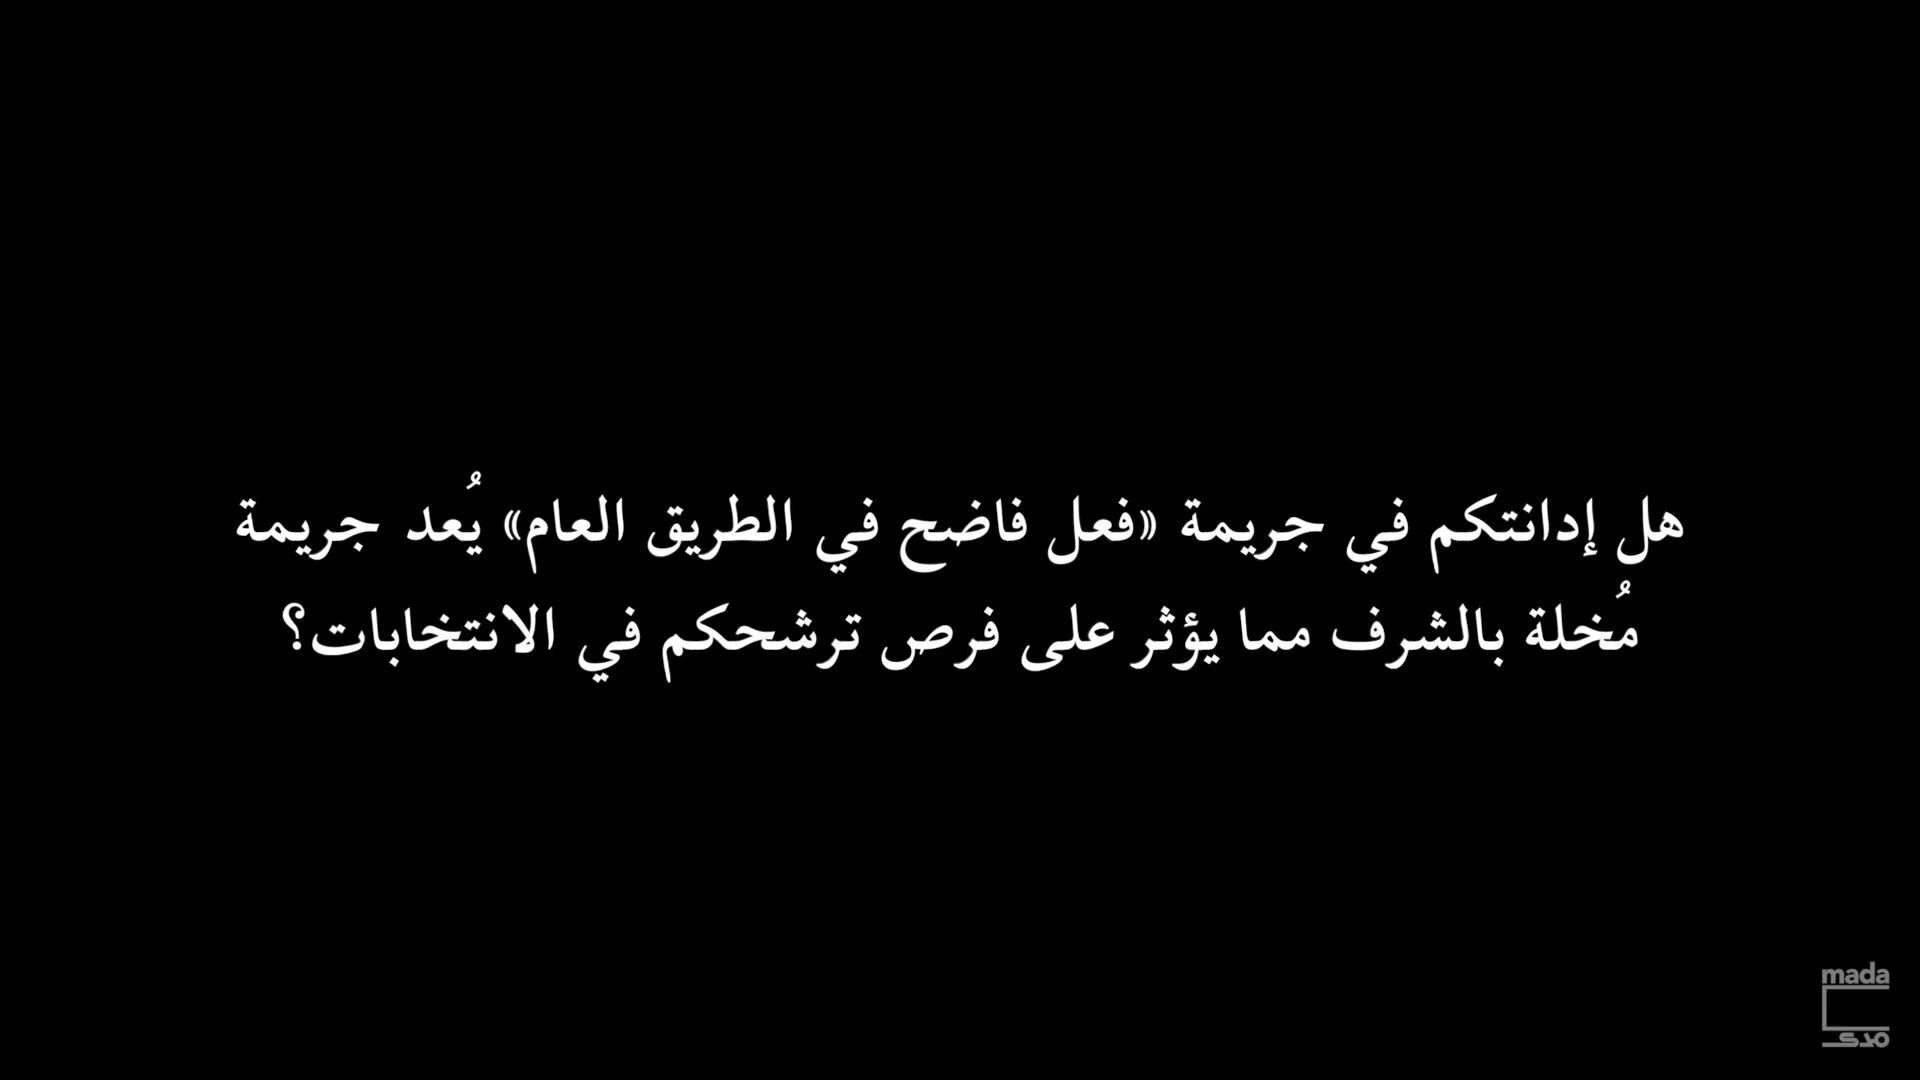 هل إدانتكم في جريمة «فعل فاضح في الطريق العام» يُعد جريمة
مُخلة بالشرف مما يؤثر على فرص ترشحكم في الانتخابات؟
mada
مدى